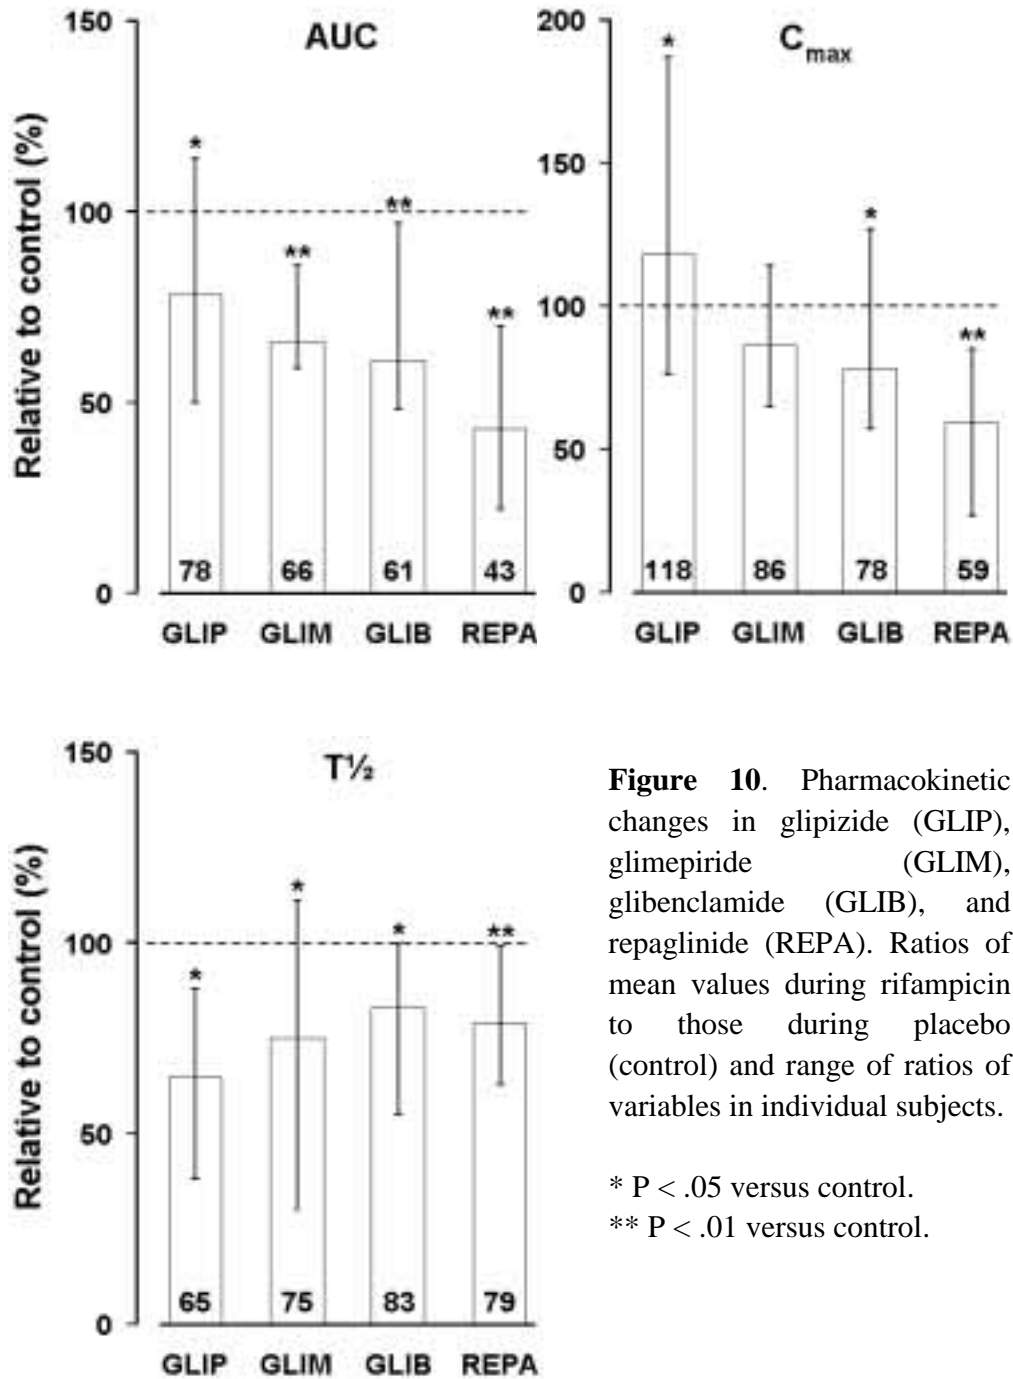 AUC
Relative to control (%)
150
100
50
0
*
**
**
**
78 66 61 43
GLIP GLIM GLIB REPA
Cmax
200
150
100
50
0
*
*
**
118 86 78 59
GLIP GLIM GLIB REPA
T½
Relative to control (%)
150
100
50
0
*
*
*
**
65 75 83 79
GLIP GLIM GLIB REPA
Figure 10. Pharmacokinetic
changes in glipizide (GLIP),
glimepiride (GLIM),
glibenclamide (GLIB), and
repaglinide (REPA). Ratios of
mean values during rifampicin
to those during placebo
(control) and range of ratios of
variables in individual subjects.
* P < .05 versus control.
** P < .01 versus control.